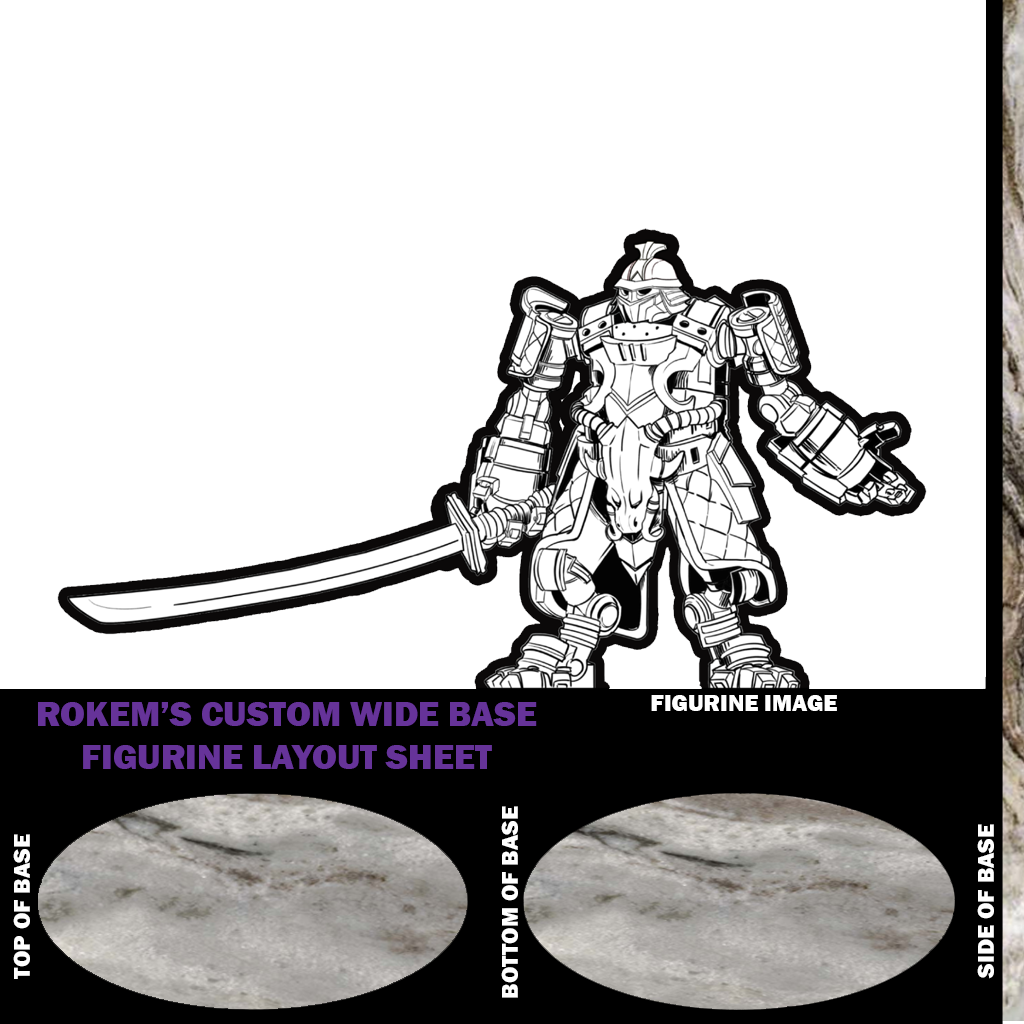 FIGURINE IMAGE
ROKEM’S CUSTOM WIDE BASE
FIGURINE LAYOUT SHEET
TOP OF BASE
BOTTOM OF BASE
SIDE OF BASE